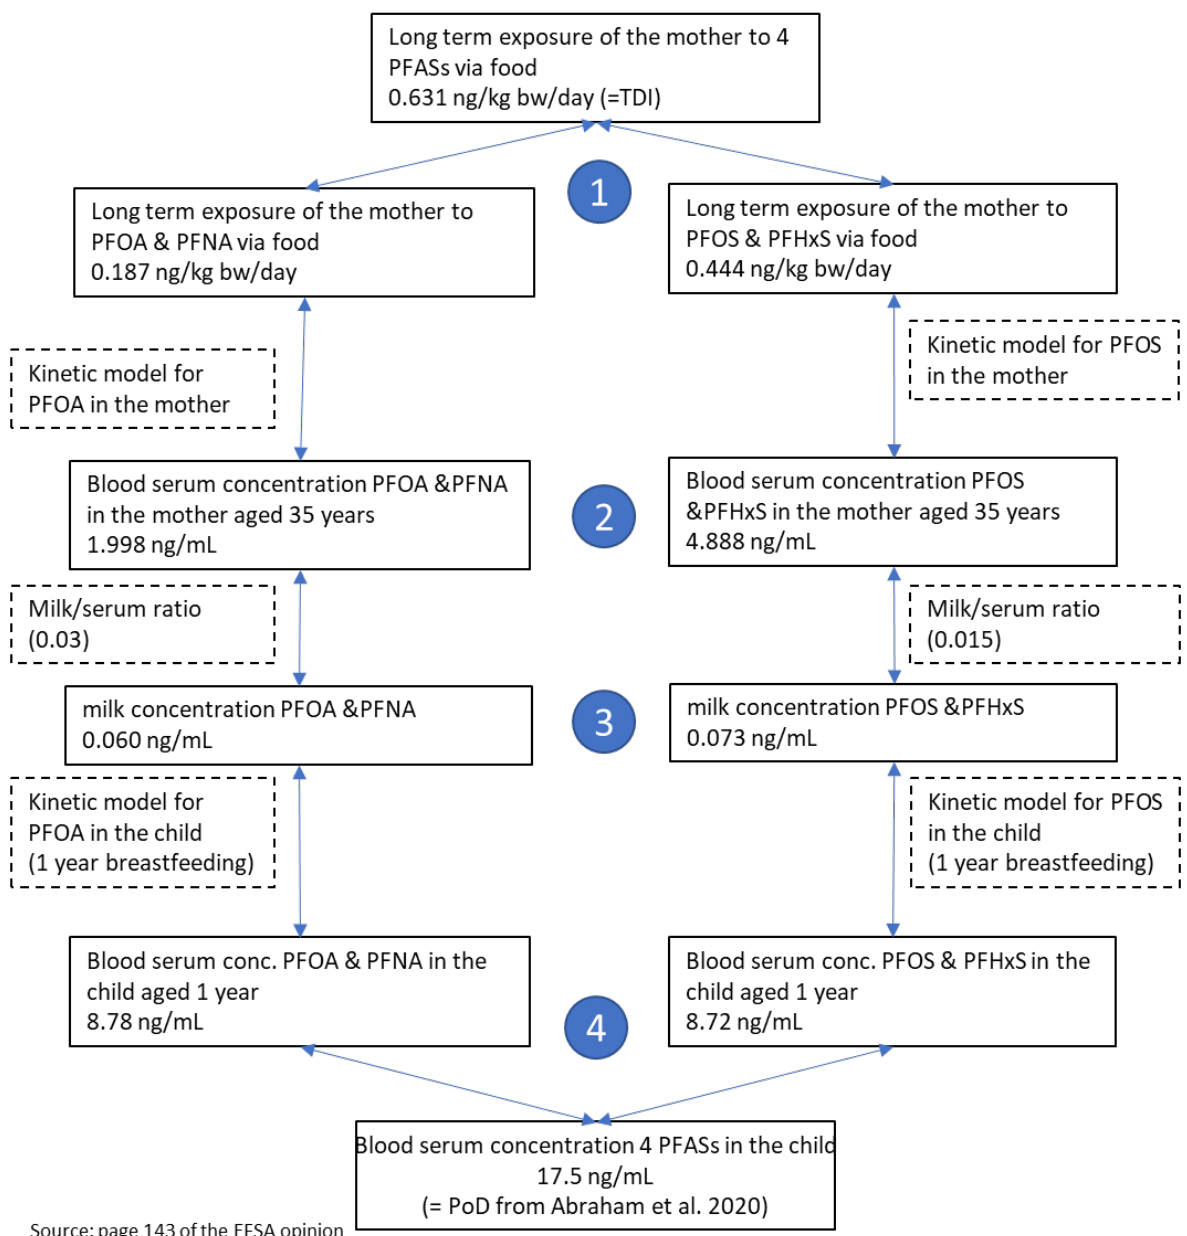 Long term exposure of the mother to 4
PFASs via food
0.631 ng/kg bw/day (=TDI)
1
Long term exposure of the mother to
PFOA & PFNA via food
0.187 ng/kg bw/day
Long term exposure of the mother to
PFOS & PFHxS via food
0.444 ng/kg bw/day
Kinetic model for
PFOA in the mother
Kinetic model for PFOS
in the mother
Blood serum concentration PFOA &PFNA
in the mother aged 35 years
1.998 ng/mL
2
Blood serum concentration PFOS
&PFHxS in the mother aged 35 years
4.888 ng/mL
Milk/serum ratio
(0.03)
Milk/serum ratio
(0.015)
milk concentration PFOA &PFNA
0.060 ng/mL
3
milk concentration PFOS &PFHxS
0.073 ng/mL
Kinetic model for
PFOA in the child
(1 year breastfeeding)
Kinetic model for PFOS
in the child
(1 year breastfeeding)
Blood serum conc. PFOA & PFNA in the
child aged 1 year
8.78 ng/mL
4
Blood serum conc. PFOS & PFHxS in the
child aged 1 year
8.72 ng/mL
Blood serum concentration 4 PFASs in the child
17.5 ng/mL
(= PoD from Abraham et al. 2020)
Source: page 143 of the EFSA opinion